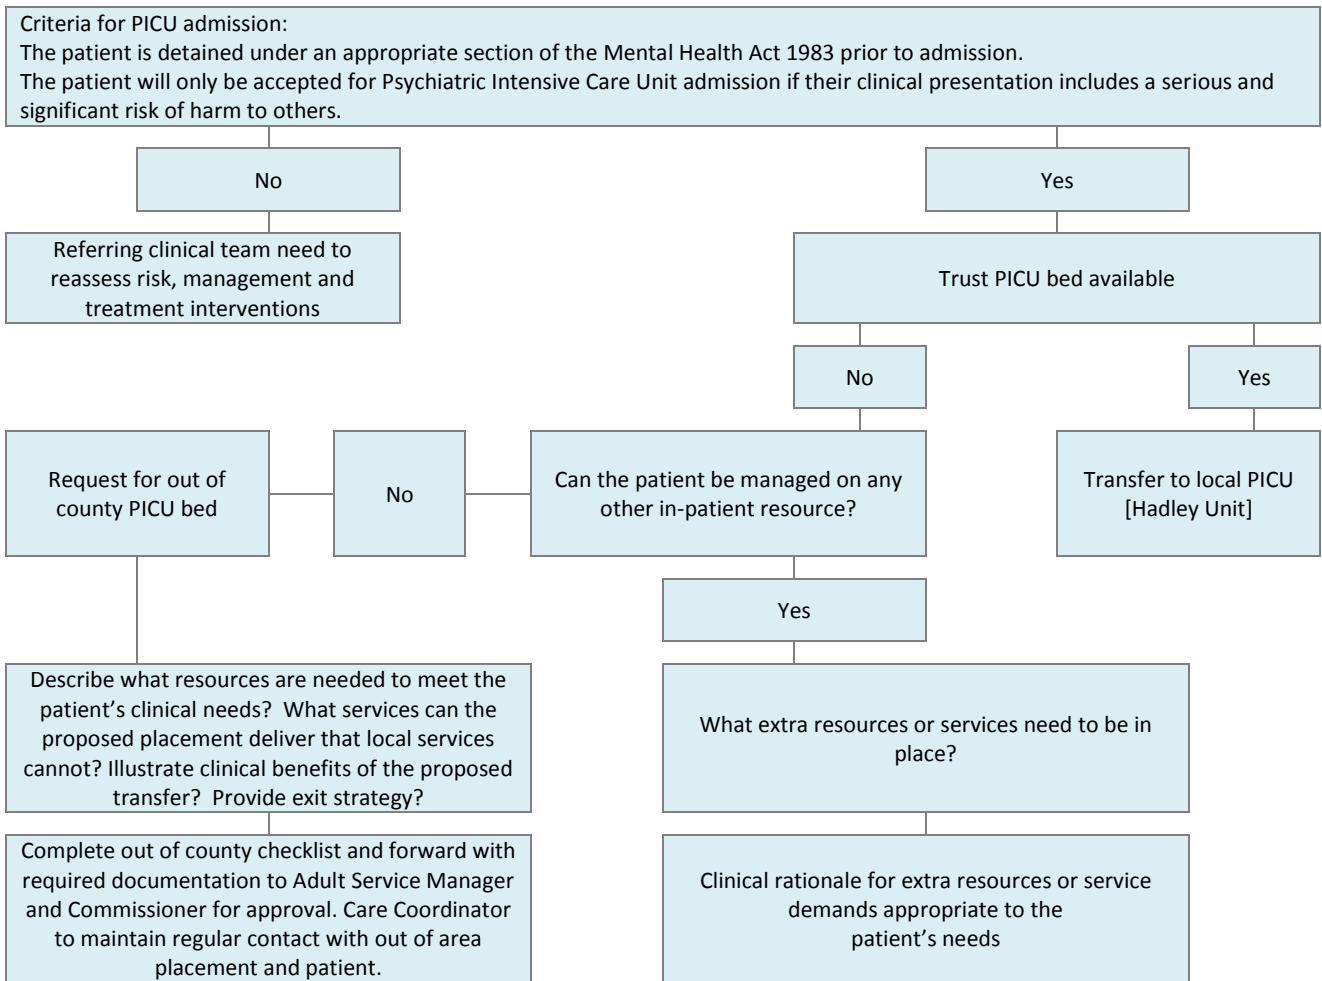 Criteria for PICU admission:
The patient is detained under an appropriate section of the Mental Health Act 1983 prior to admission.
The patient will only be accepted for Psychiatric Intensive Care Unit admission if their clinical presentation includes a serious and
significant risk of harm to others.
No
Yes
Referring clinical team need to
reassess risk, management and
treatment interventions
Trust PICU bed available
No
Yes
Request for out of
county PICU bed
No
Can the patient be managed on any
other in-patient resource?
Transfer to local PICU
[Hadley Unit]
Yes
Describe what resources are needed to meet the
patient’s clinical needs?  What services can the
proposed placement deliver that local services
cannot? Illustrate clinical benefits of the proposed
transfer?  Provide exit strategy?
What extra resources or services need to be in
place?
Complete out of county checklist and forward with
required documentation to Adult Service Manager
and Commissioner for approval. Care Coordinator
to maintain regular contact with out of area
placement and patient.
Clinical rationale for extra resources or service
demands appropriate to the
patient’s needs